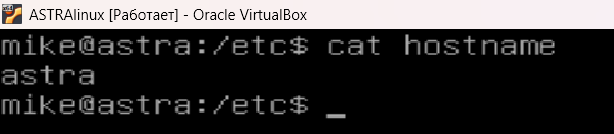 ASTRAlinux [Работает] - Oracle VirtualBox
mike@astra:/etc$ cat hostname
astra
mike@astra:/etc$ _